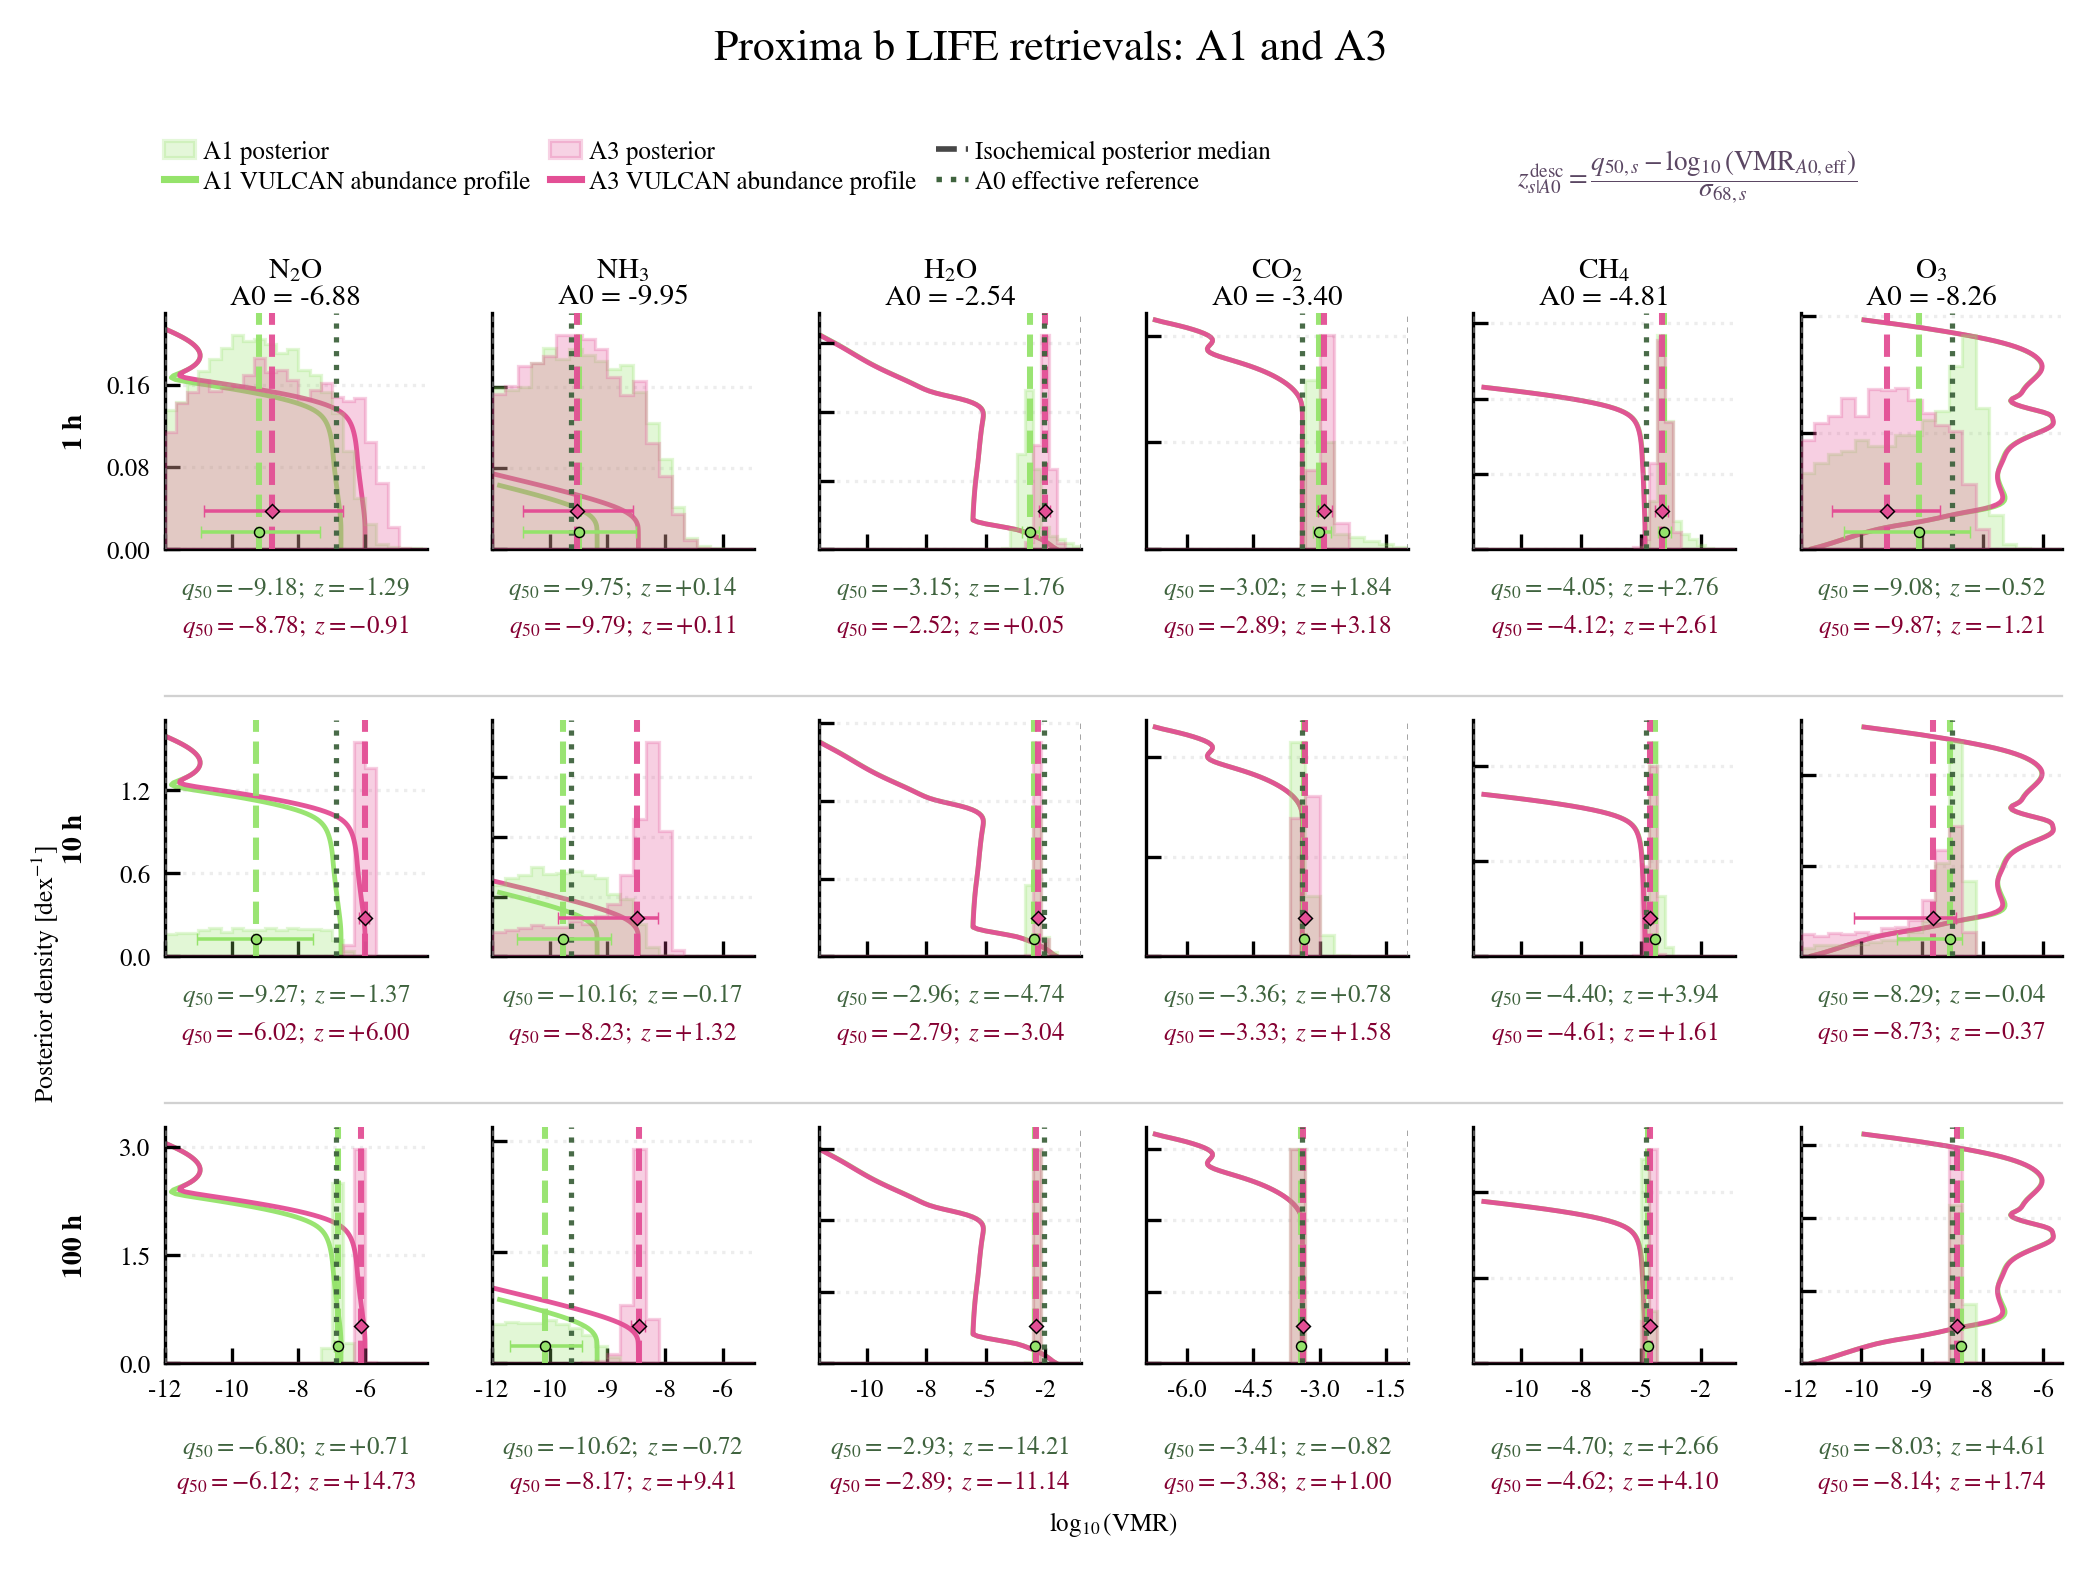 Proxima b LIFE retrievals: A1 and A3
A1 posterior
A3 posterior
Isochemical posterior median
A1 VULCAN abundance profile
A3 VULCAN abundance profile
A0 effective reference
z_{s|A0}^{desc} = (q_{50,s} − log₁₀(VMR_{A0,eff})) / σ_{68,s}
N₂O
A0 = -6.88
NH₃
A0 = -9.95
H₂O
A0 = -2.54
CO₂
A0 = -3.40
CH₄
A0 = -4.81
O₃
A0 = -8.26
Posterior density [dex⁻¹]
1 h
0.16
0.08
0.00
q₅₀ = −9.18; z = −1.29
q₅₀ = −9.75; z = +0.14
q₅₀ = −3.15; z = −1.76
q₅₀ = −3.02; z = +1.84
q₅₀ = −4.05; z = +2.76
q₅₀ = −9.08; z = −0.52
q₅₀ = −8.78; z = −0.91
q₅₀ = −9.79; z = +0.11
q₅₀ = −2.52; z = +0.05
q₅₀ = −2.89; z = +3.18
q₅₀ = −4.12; z = +2.61
q₅₀ = −9.87; z = −1.21
10 h
1.2
0.6
0.0
q₅₀ = −9.27; z = −1.37
q₅₀ = −10.16; z = −0.17
q₅₀ = −2.96; z = −4.74
q₅₀ = −3.36; z = +0.78
q₅₀ = −4.40; z = +3.94
q₅₀ = −8.29; z = −0.04
q₅₀ = −6.02; z = +6.00
q₅₀ = −8.23; z = +1.32
q₅₀ = −2.79; z = −3.04
q₅₀ = −3.33; z = +1.58
q₅₀ = −4.61; z = +1.61
q₅₀ = −8.73; z = −0.37
100 h
3.0
1.5
0.0
-12 -10 -8 -6
-12 -10 -9 -8 -6
-10 -8 -5 -2
-6.0 -4.5 -3.0 -1.5
-10 -8 -5 -2
-12 -10 -9 -8 -6
q₅₀ = −6.80; z = +0.71
q₅₀ = −10.62; z = −0.72
q₅₀ = −2.93; z = −14.21
q₅₀ = −3.41; z = −0.82
q₅₀ = −4.70; z = +2.66
q₅₀ = −8.03; z = +4.61
q₅₀ = −6.12; z = +14.73
q₅₀ = −8.17; z = +9.41
q₅₀ = −2.89; z = −11.14
q₅₀ = −3.38; z = +1.00
q₅₀ = −4.62; z = +4.10
q₅₀ = −8.14; z = +1.74
log₁₀(VMR)